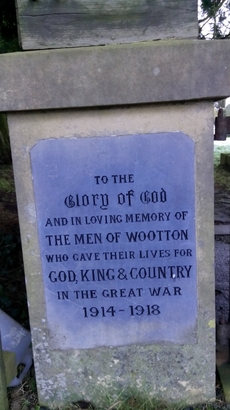 TO THE
Glory of God
AND IN LOVING MEMORY OF
THE MEN OF WOOTTON
WHO GAVE THEIR LIVES FOR
GOD, KING & COUNTRY
IN THE GREAT WAR
1914-1918